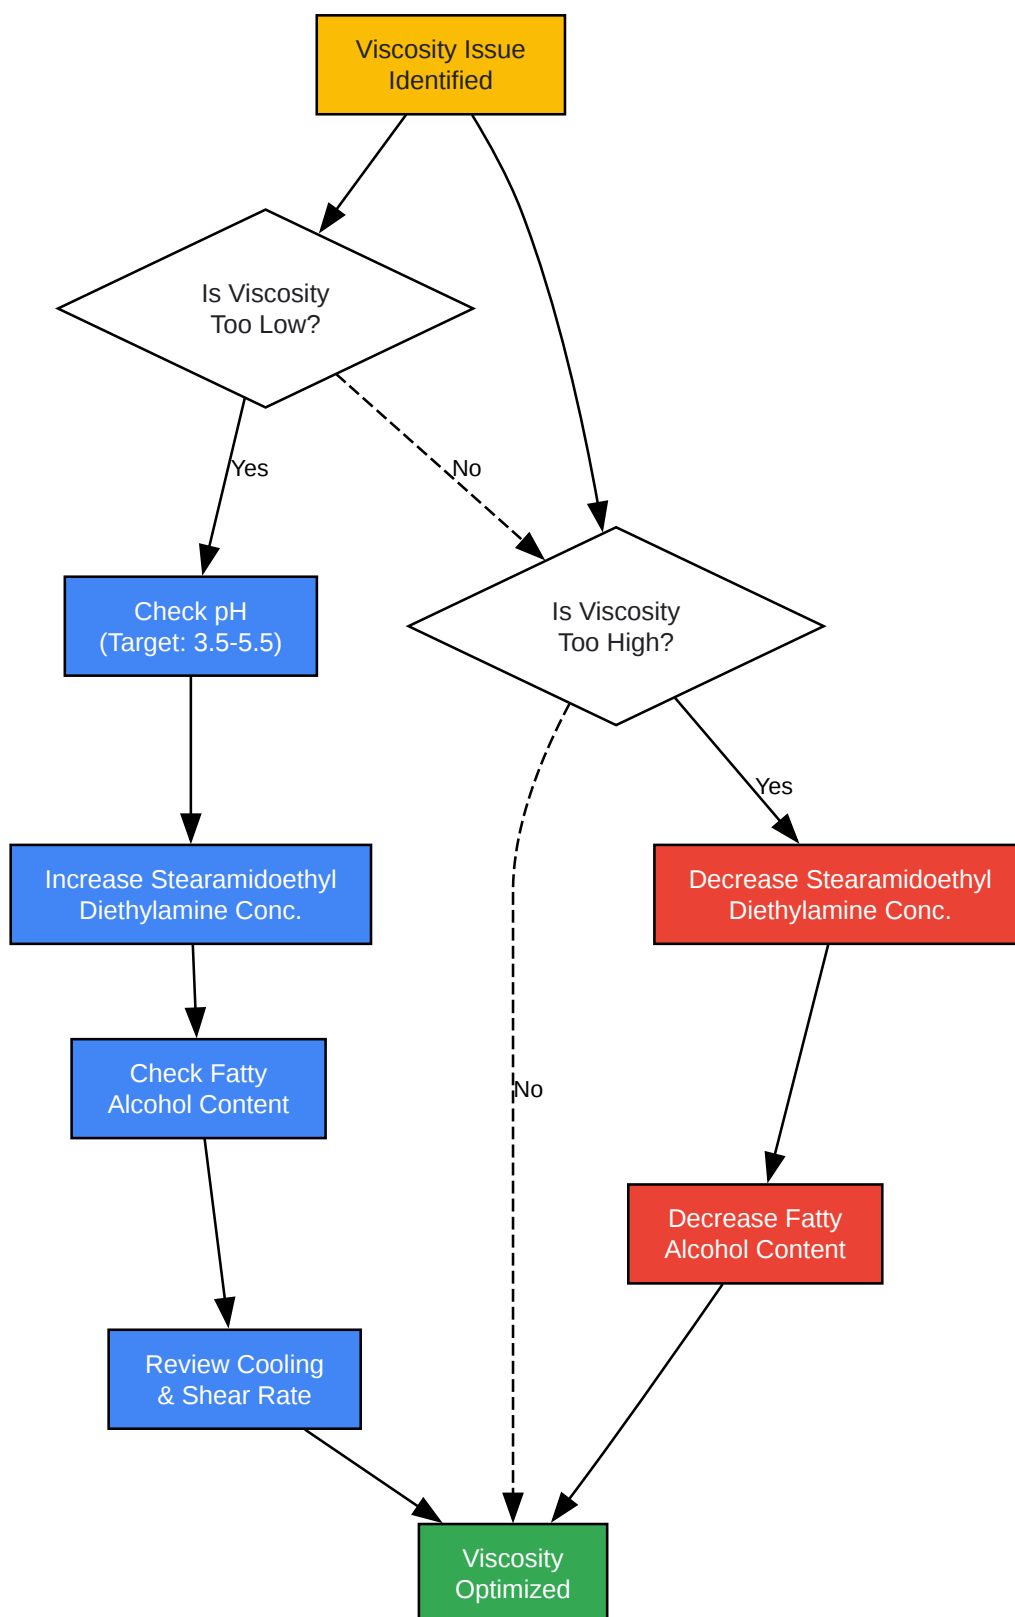 Viscosity Issue
Identified
Is Viscosity
Too Low?
Yes
No
Check pH
(Target: 3.5-5.5)
Is Viscosity
Too High?
Yes
Increase Stearamidoethyl
Diethylamine Conc.
Decrease Stearamidoethyl
Diethylamine Conc.
Check Fatty
Alcohol Content
No
Decrease Fatty
Alcohol Content
Review Cooling
& Shear Rate
Viscosity
Optimized